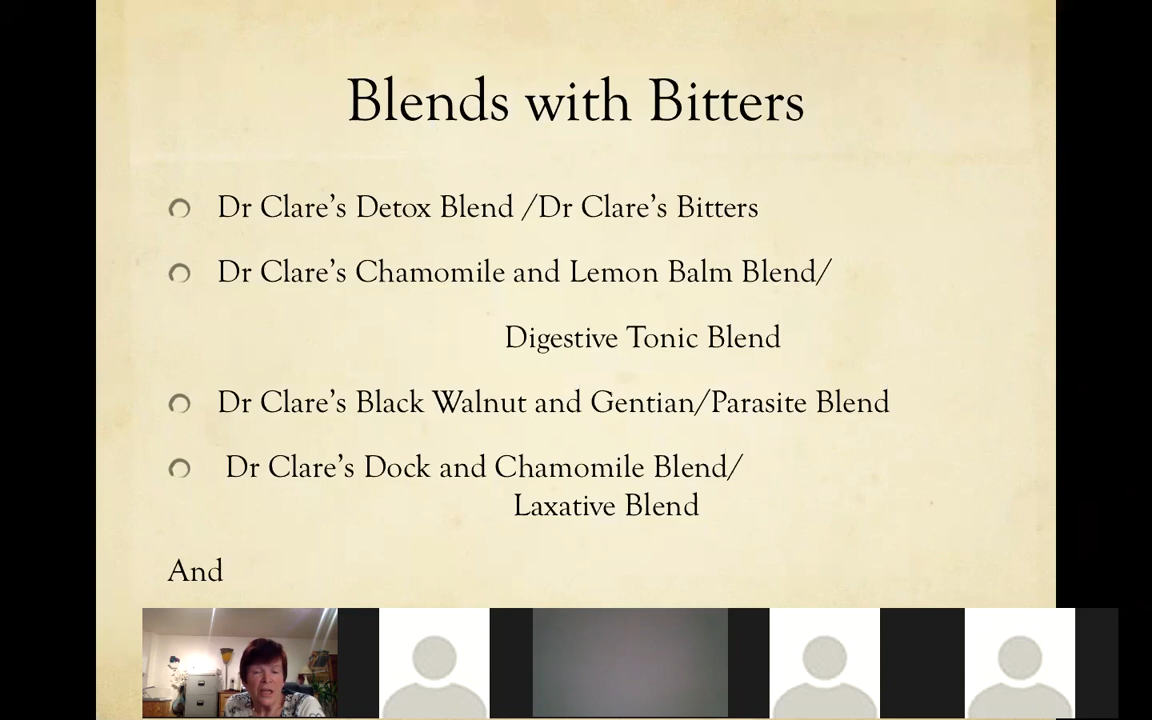 Blends with Bitters
Dr Clare’s Detox Blend /Dr Clare’s Bitters
Dr Clare’s Chamomile and Lemon Balm Blend/
Digestive Tonic Blend
Dr Clare’s Black Walnut and Gentian/Parasite Blend
Dr Clare’s Dock and Chamomile Blend/
Laxative Blend
And